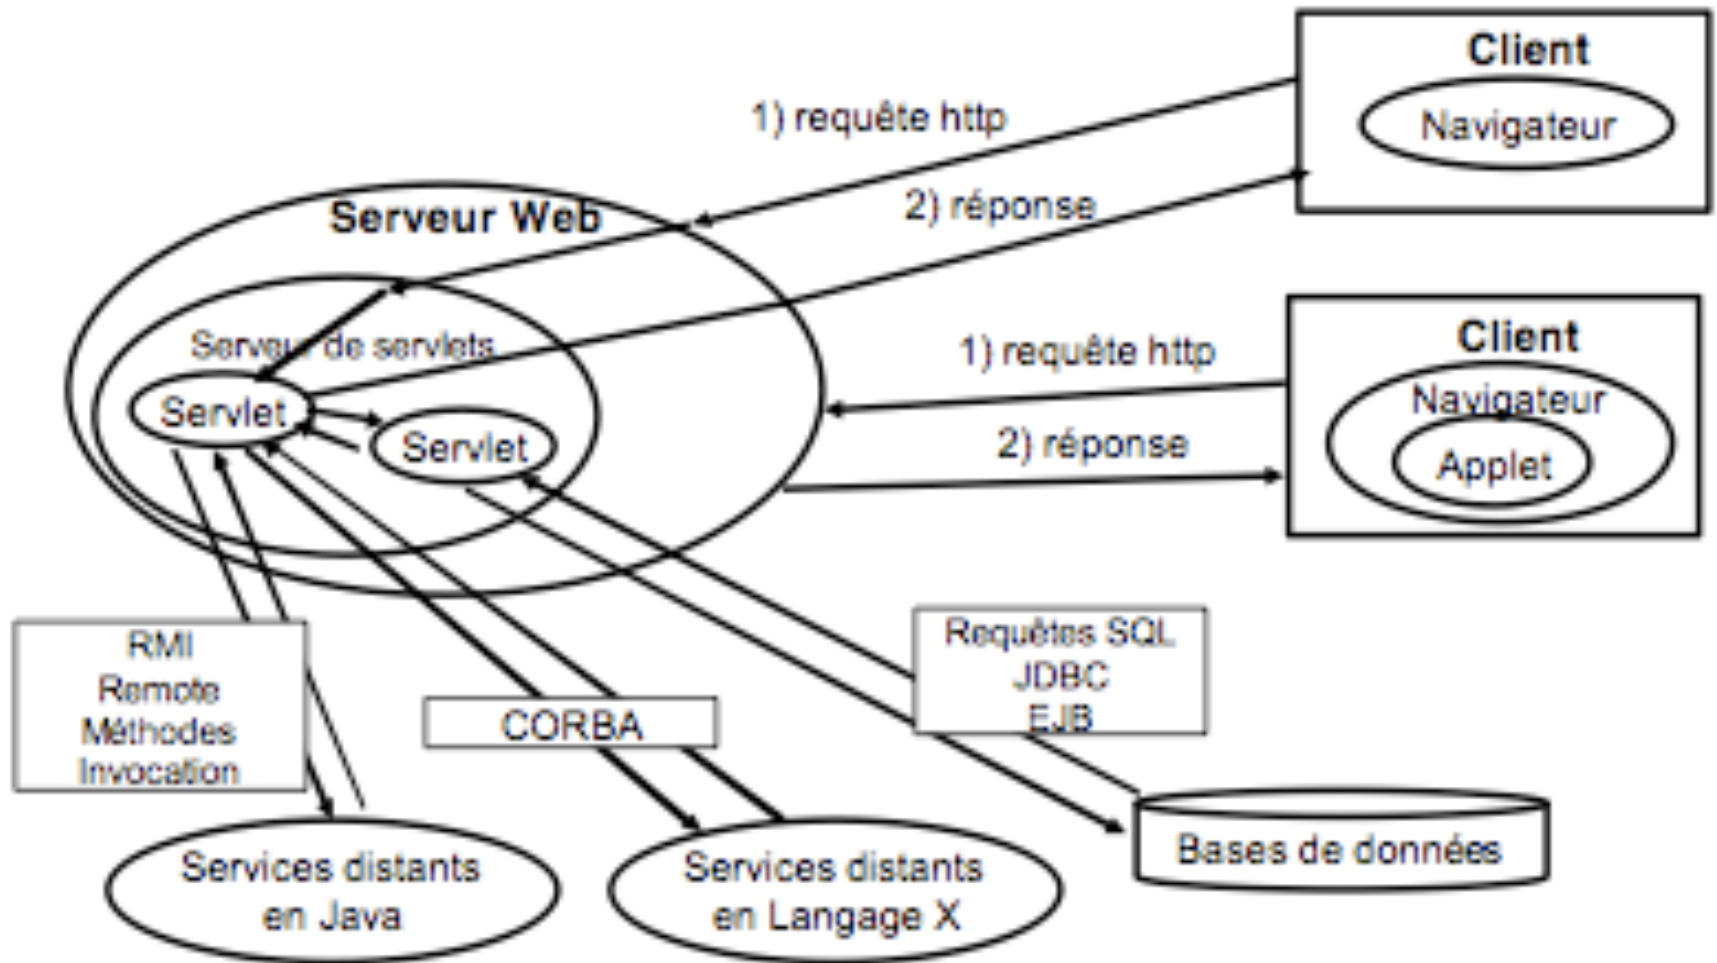 Client
Navigateur
1) requête http
2) réponse
Serveur Web
Serveur de servlets
Servlet
Servlet
1) requête http
2) réponse
Client
Navigateur
Applet
RMI
Remote
Méthodes
Invocation
CORBA
Requêtes SQL
JDBC
EJB
Services distants
en Java
Services distants
en Langage X
Bases de données